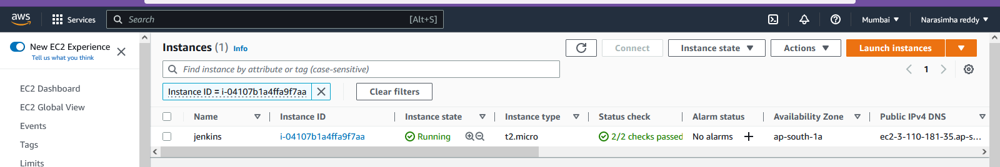 aws Services Search [Alt+S] Mumbai Narasimha reddy
New EC2 Experience
Tell us what you think
EC2 Dashboard
EC2 Global View
Events
Tags
Limits
Instances (1) Info Connect Instance state Actions Launch instances
Find instance by attribute or tag (case-sensitive) 1
Instance ID = i-04107b1a4ffa9f7aa Clear filters
Name Instance ID Instance state Instance type Status check Alarm status Availability Zone Public IPv4 DNS
jenkins i-04107b1a4ffa9f7aa Running t2.micro 2/2 checks passed No alarms ap-south-1a ec2-3-110-181-35.ap-s...